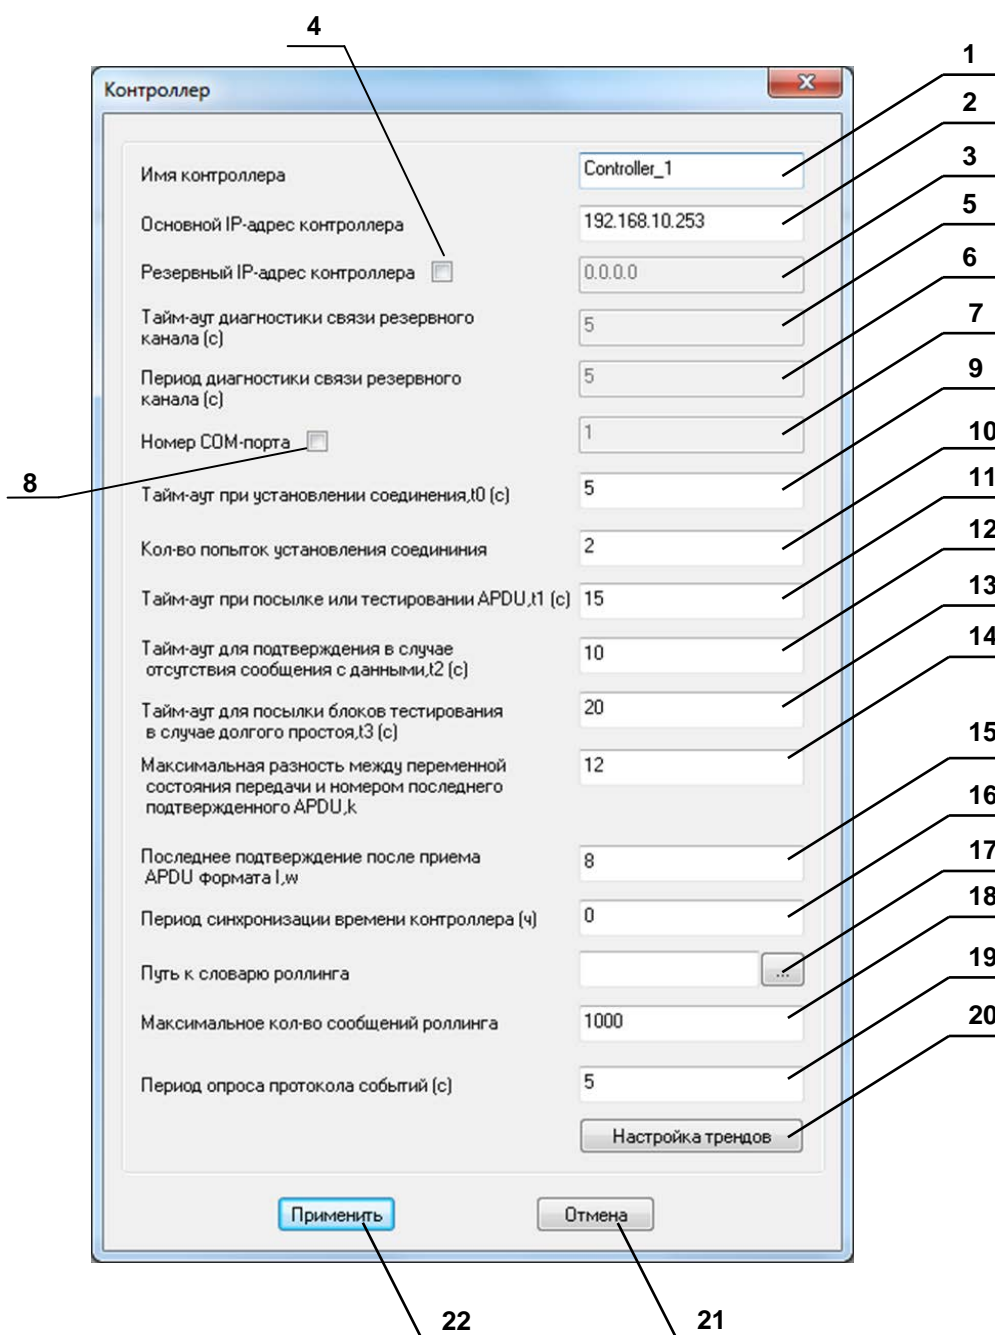 4
1
Контроллер
2
Имя контроллера
Controller_1
3
Основной IP-адрес контроллера
192.168.10.253
5
Резервный IP-адрес контроллера
0.0.0.0
6
Тайм-аут диагностики связи резервного
канала (с)
5
7
Период диагностики связи резервного
канала (с)
5
9
Номер COM-порта
1
10
8
Тайм-аут при установлении соединения,t0 (с)
5
11
Кол-во попыток установления соедининия
2
12
Тайм-аут при посылке или тестировании APDU,t1 (с)
15
13
Тайм-аут для подтверждения в случае
отсутствия сообщения с данными,t2 (с)
10
14
Тайм-аут для посылки блоков тестирования
в случае долгого простоя,t3 (с)
20
15
Максимальная разность между переменной
состояния передачи и номером последнего
подтвержденного APDU,k
12
16
Последнее подтверждение после приема
APDU формата I,w
8
17
Период синхронизации времени контроллера (ч)
0
18
Путь к словарю роллинга
...
19
Максимальное кол-во сообщений роллинга
1000
20
Период опроса протокола событий (с)
5
Настройка трендов
Применить
Отмена
22
21